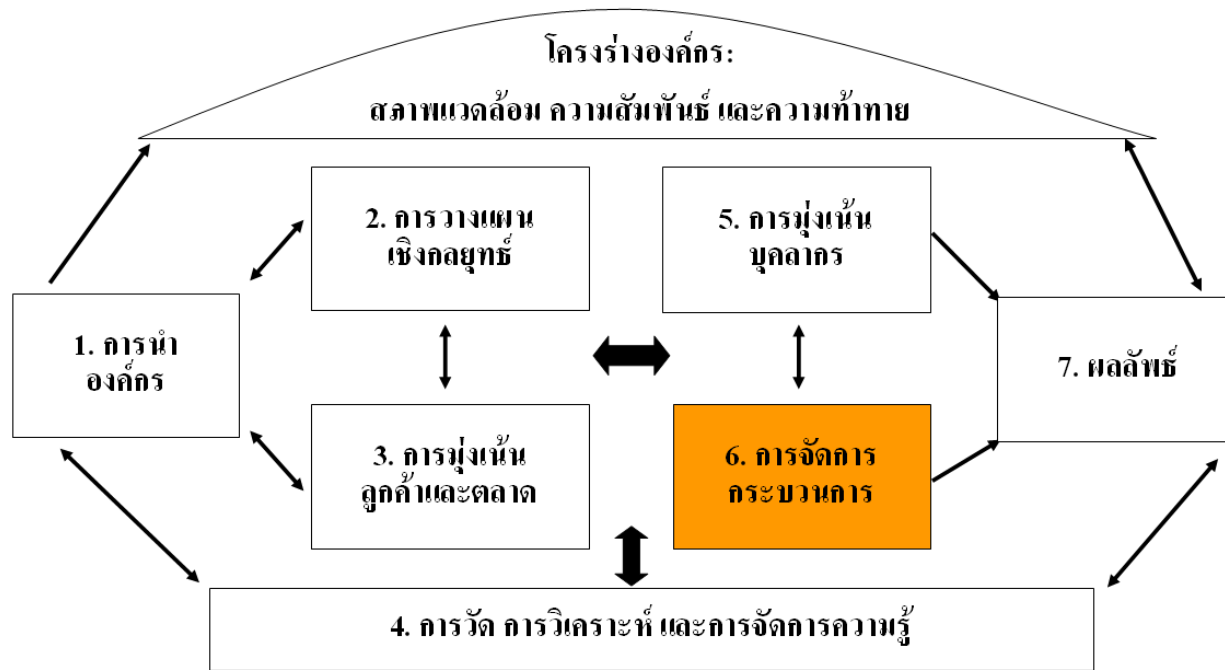 โครงร่างองค์กร:
สภาพแวดล้อม ความสัมพันธ์ และความท้าทาย
2. การวางแผน
เชิงกลยุทธ์
5. การมุ่งเน้น
บุคลากร
1. การนำ
องค์กร
7. ผลลัพธ์
3. การมุ่งเน้น
ลูกค้าและตลาด
6. การจัดการ
กระบวนการ
4. การวัด การวิเคราะห์ และการจัดการความรู้